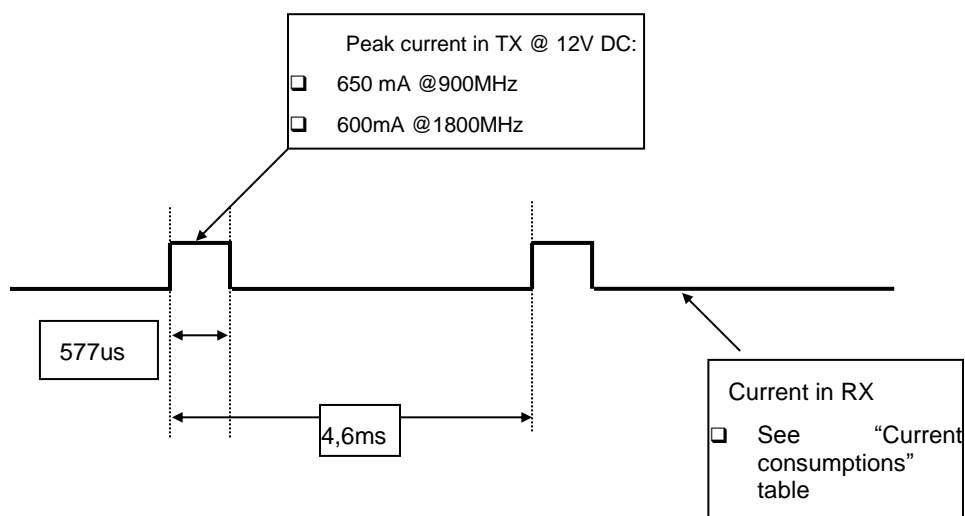 Peak current in TX @ 12V DC:
❑ 650 mA @900MHz
❑ 600mA @1800MHz
577us
4,6ms
Current in RX
❑ See “Current
consumptions”
table